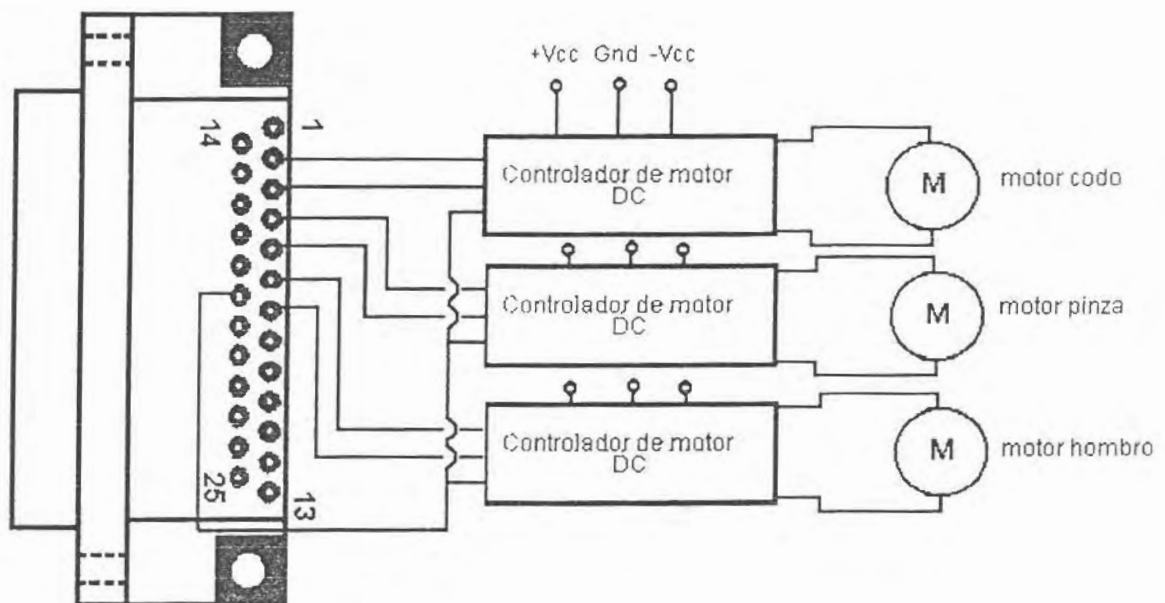 +Vcc Gnd -Vcc
1
14
Controlador de motor
DC
M
motor codo
Controlador de motor
DC
M
motor pinza
Controlador de motor
DC
M
motor hombro
25
13